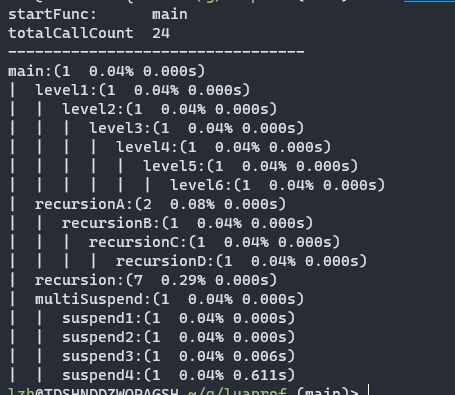 startFunc:      main
totalCallCount  24
---------------------------------
main:(1  0.04% 0.000s)
|  level1:(1  0.04% 0.000s)
|  |  level2:(1  0.04% 0.000s)
|  |  |  level3:(1  0.04% 0.000s)
|  |  |  |  level4:(1  0.04% 0.000s)
|  |  |  |  |  level5:(1  0.04% 0.000s)
|  |  |  |  |  |  level6:(1  0.04% 0.000s)
|  recursionA:(2  0.08% 0.000s)
|  |  recursionB:(1  0.04% 0.000s)
|  |  |  recursionC:(1  0.04% 0.000s)
|  |  |  |  recursionD:(1  0.04% 0.000s)
|  recursion:(7  0.29% 0.000s)
|  multiSuspend:(1  0.04% 0.000s)
|  |  suspend1:(1  0.04% 0.000s)
|  |  suspend2:(1  0.04% 0.000s)
|  |  suspend3:(1  0.04% 0.006s)
|  |  suspend4:(1  0.04% 0.611s)
(main)>